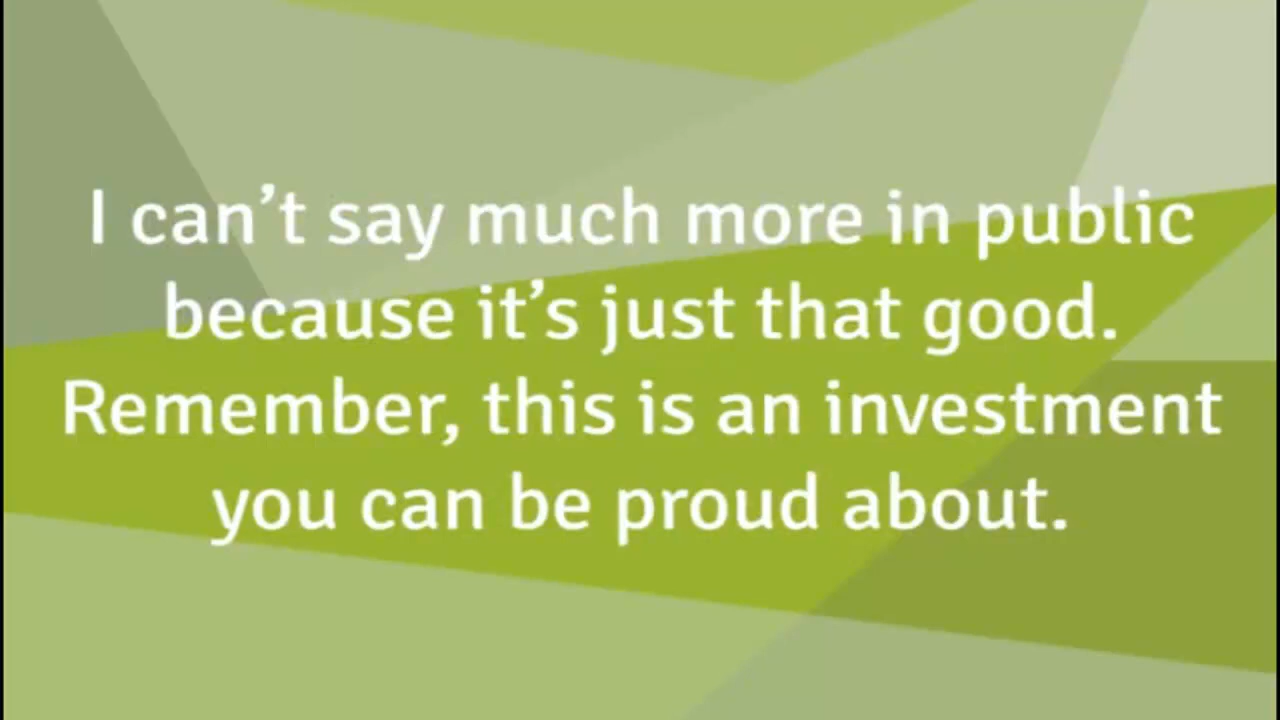 I can’t say much more in public
because it’s just that good.
Remember, this is an investment
you can be proud about.